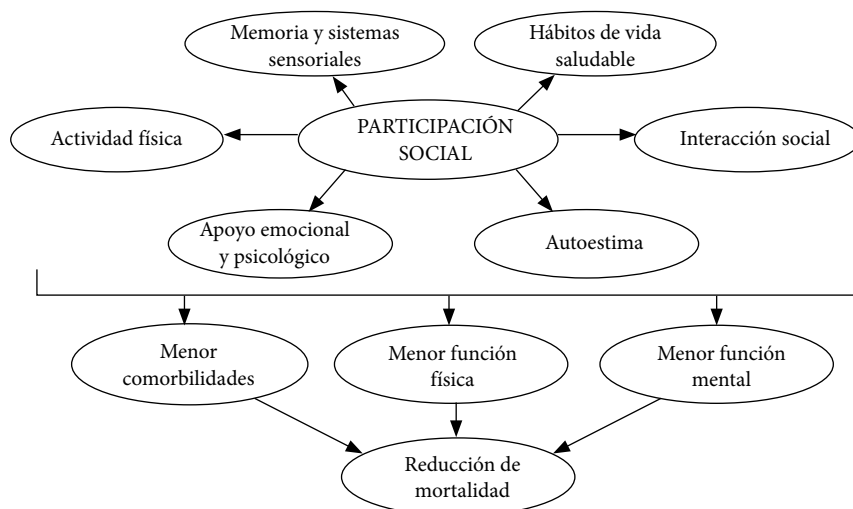 Memoria y sistemas
sensoriales
Hábitos de vida
saludable
Actividad física
PARTICIPACIÓN
SOCIAL
Interacción social
Apoyo emocional
y psicológico
Autoestima
Menor
comorbilidades
Menor función
física
Menor función
mental
Reducción de
mortalidad